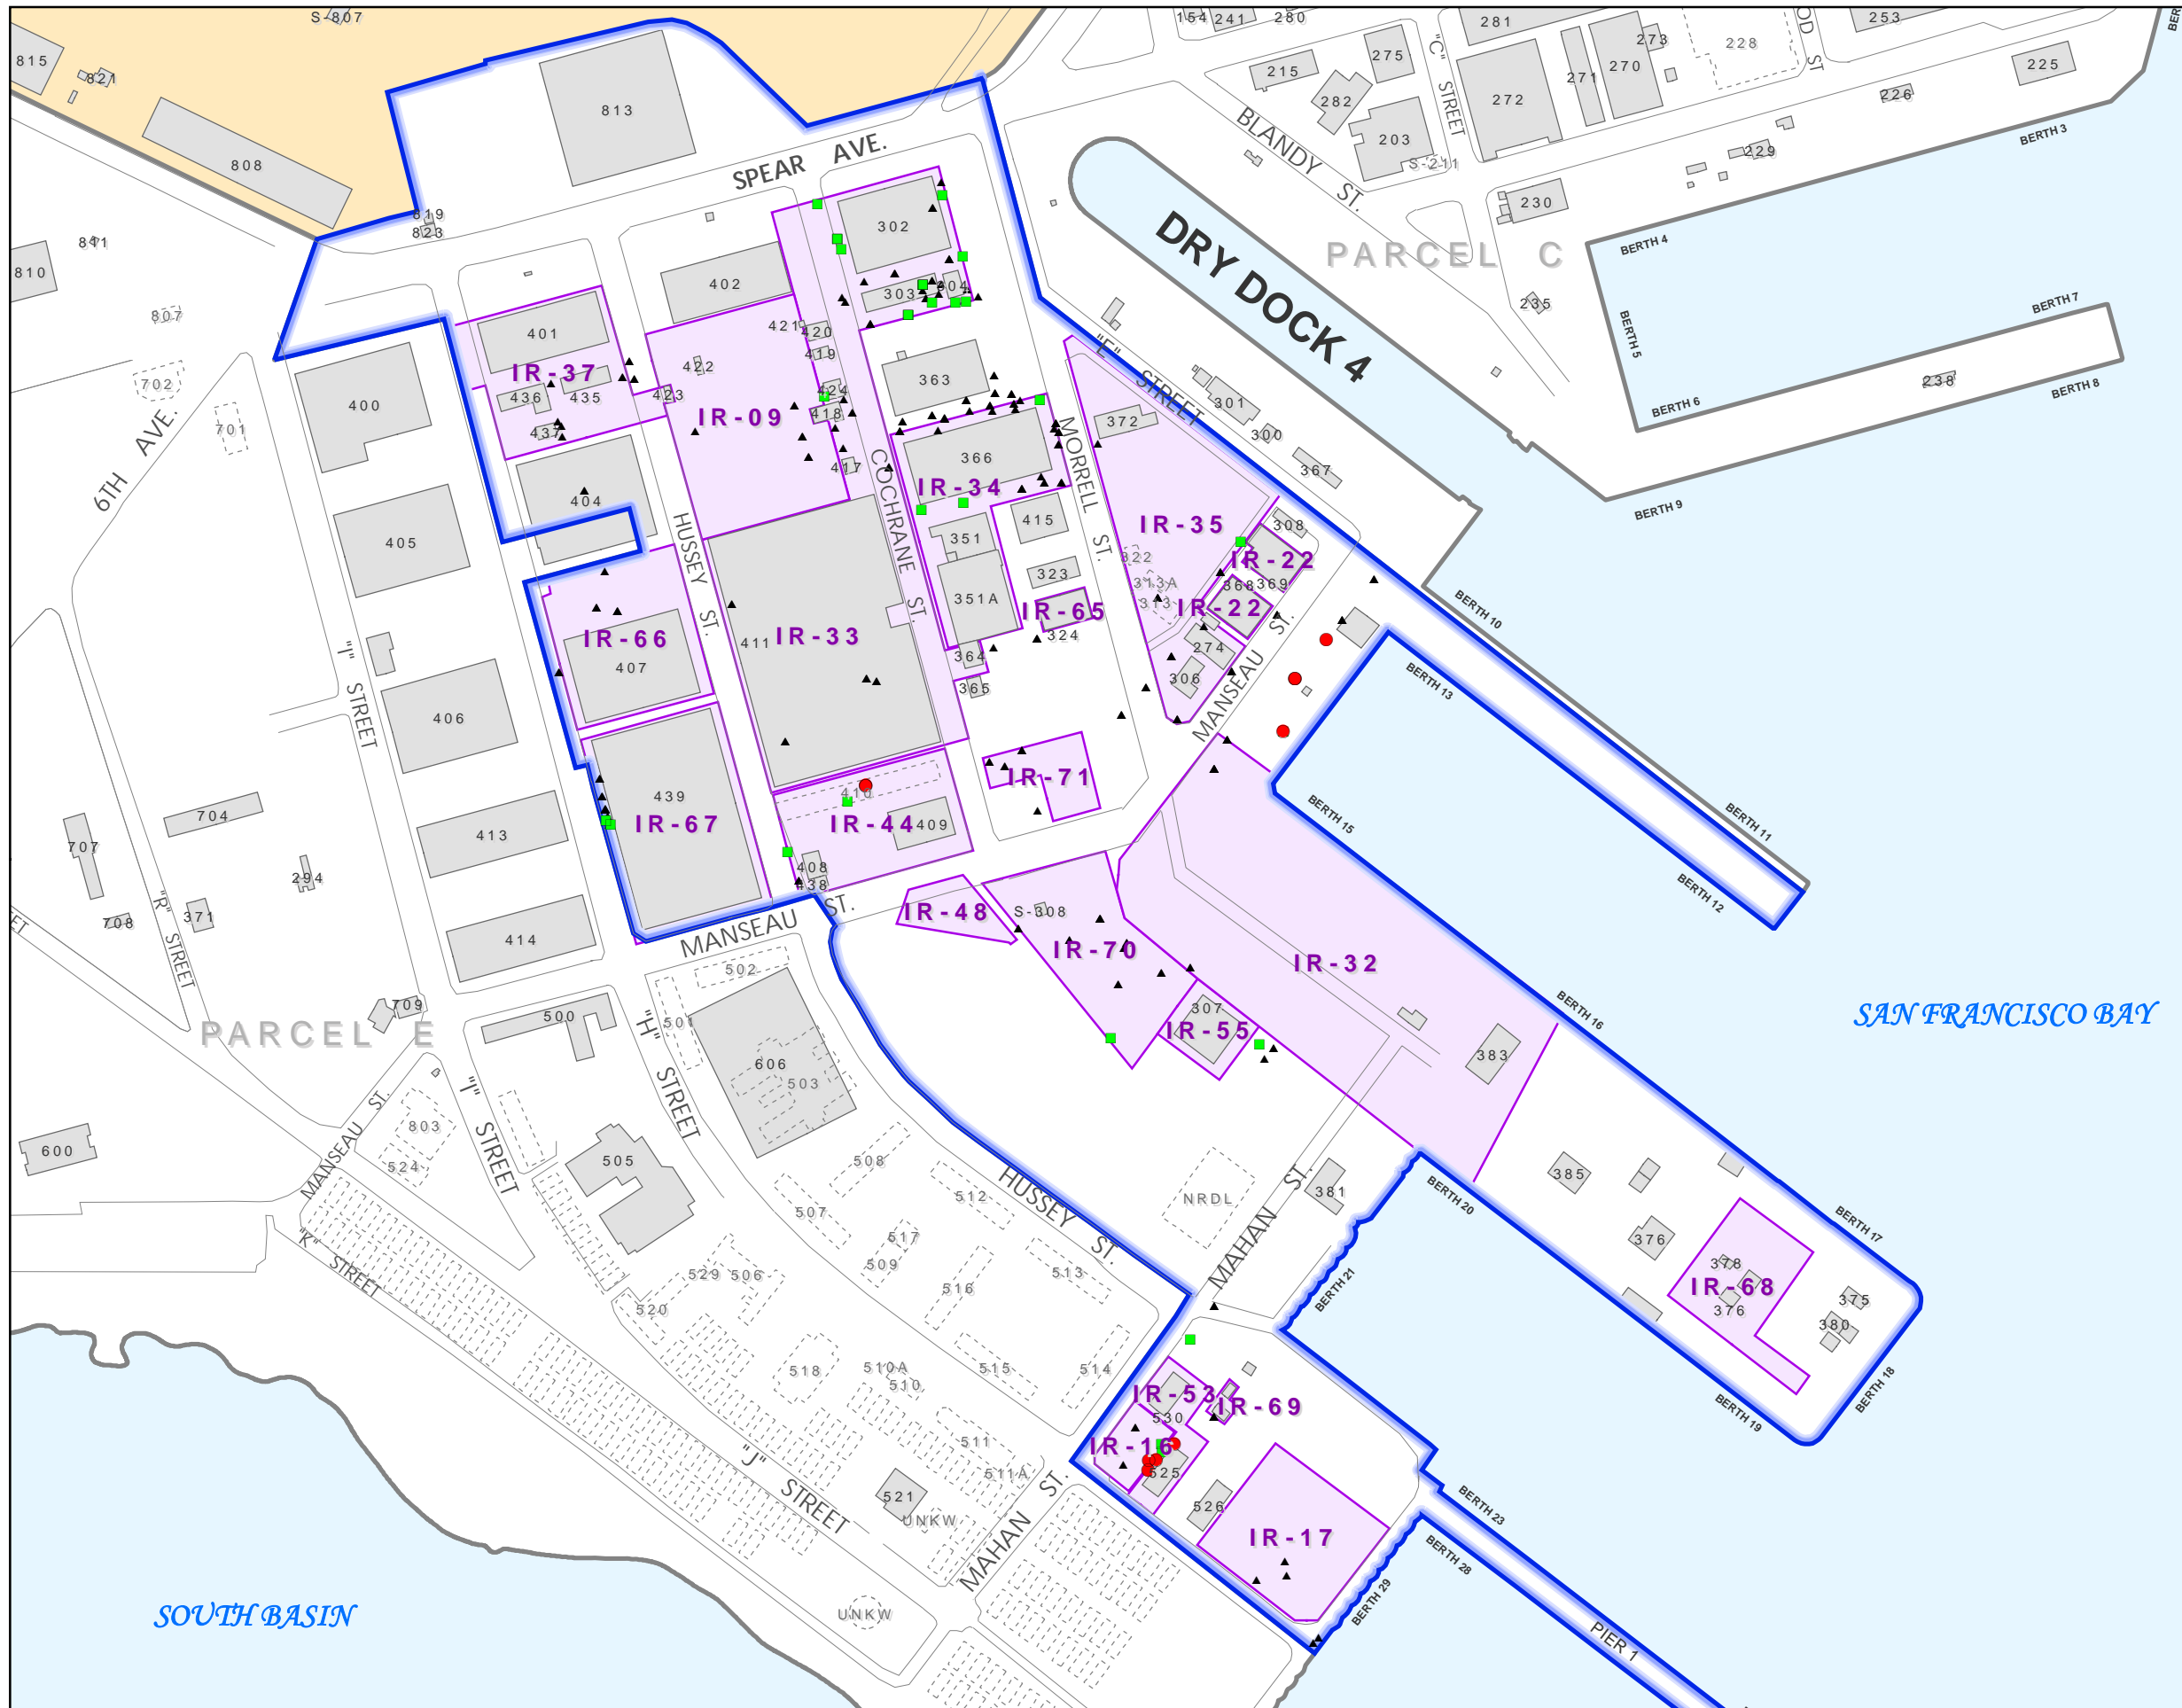 S-807
154
241
280
281
253
815
821
215
275
"C" STREET
273
228
OD ST
225
BER
813
282
271
270
272
226
808
BLANDY ST.
203
S-211
BERTH 3
229
SPEAR AVE.
819
823
302
230
DRY DOCK 4
PARCEL C
BERTH 4
841
810
402
303
304
235
BERTH 7
807
401
421
420
419
"E" STREET
BERTH 5
702
IR-37
422
363
238
BERTH 8
400
436
435
423
424
418
IR-09
301
BERTH 6
6TH AVE.
701
437
372
300
MORRELL ST.
404
417
366
367
COCHRANE ST.
IR-34
BERTH 9
405
HUSSEY ST.
415
IR-35
308
351
322
IR-22
323
313A
368
369
351A
313
IR-22
BERTH 10
IR-65
324
IR-66
407
411
IR-33
364
274
365
306
MANSEAU ST.
BERTH 13
"I" STREET
406
IR-71
439
410
IR-67
IR-44
409
BERTH 15
BERTH 11
704
413
707
294
408
438
"R" STREET
371
708
BERTH 12
ET
414
MANSEAU ST.
IR-48
S-308
IR-70
IR-32
502
709
500
501
"H" STREET
307
IR-55
BERTH 16
SAN FRANCISCO BAY
PARCEL E
606
503
383
"I" STREET
MANSEAU ST.
803
524
600
505
508
512
HUSSEY ST.
NRDL
MAHAN ST.
381
385
BERTH 20
BERTH 17
507
517
509
513
376
"K" STREET
529
506
516
378
IR-68
376
375
380
520
BERTH 21
518
510A
510
515
514
IR-53
530
IR-69
BERTH 19
BERTH 18
511
511A
IR-16
525
"J" STREET
521
UNKW
MAHAN ST.
526
IR-17
BERTH 23
BERTH 28
SOUTH BASIN
UNKW
BERTH 29
PIER 1